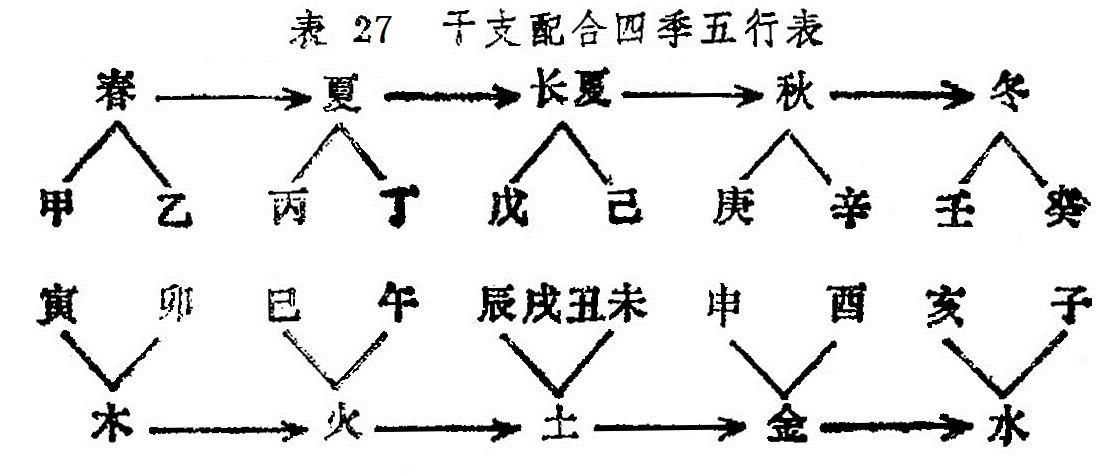 表 27 干支配合四季五行表
春 夏 长夏 秋 冬
甲 乙 丙 丁 戊 己 庚 辛 壬 癸
寅 卯 巳 午 辰戌丑未 申 酉 亥 子
木 火 土 金 水